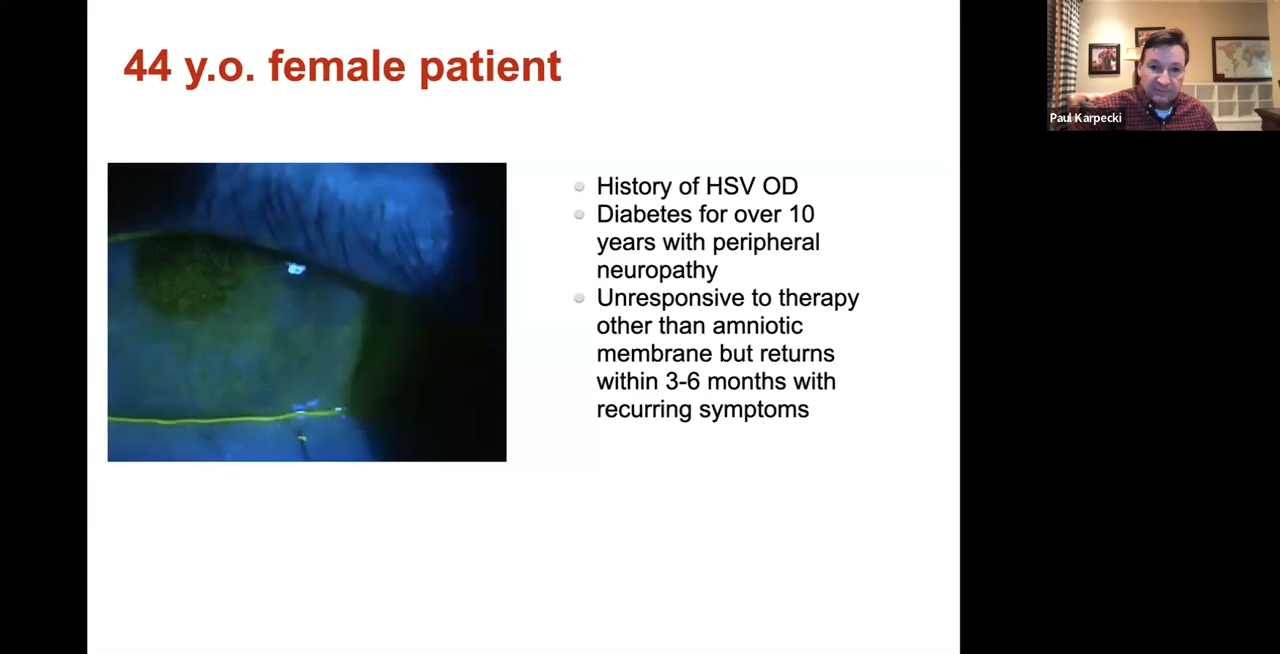 44 y.o. female patient
Paul Karpecki
History of HSV OD
Diabetes for over 10
years with peripheral
neuropathy
Unresponsive to therapy
other than amniotic
membrane but returns
within 3-6 months with
recurring symptoms